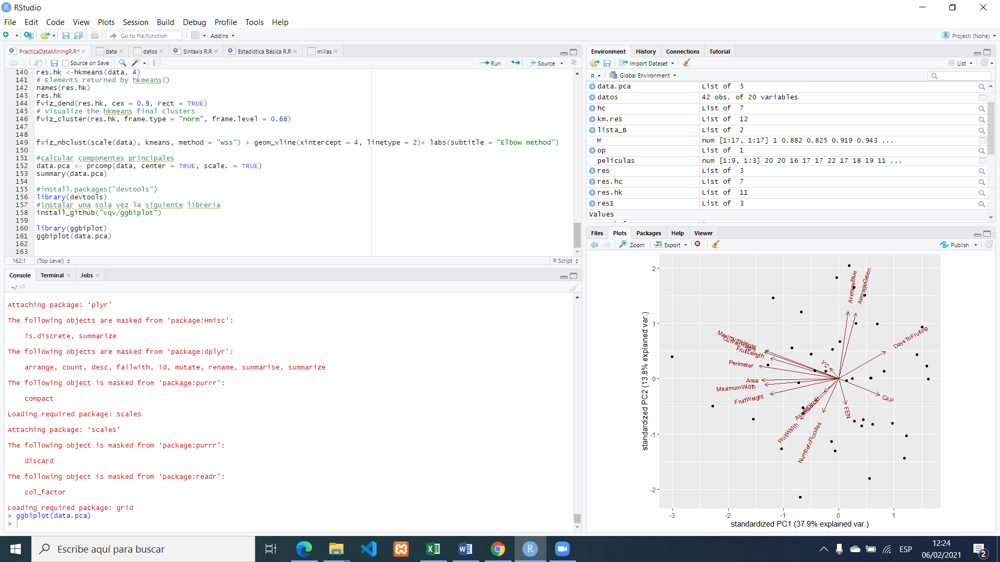 RStudio
File Edit Code View Plots Session Build Debug Profile Tools Help
Go to file/function Addins Project: (None)
PracticaDataMiningR.R* data datos Sintaxis R.R Estadística Básica R.R millas
Source on Save Run Source
140 res.hk <-hkmeans(data, 4)
141 # Elements returned by hkmeans()
142 names(res.hk)
143 res.hk
144 fviz_dend(res.hk, cex = 0.9, rect = TRUE)
145 # Visualize the hkmeans final clusters
146 fviz_cluster(res.hk, frame.type = "norm", frame.level = 0.68)
147
148
149 fviz_nbclust(scale(data), kmeans, method = "wss") + geom_vline(xintercept = 4, linetype = 2)+ labs(subtitle = "Elbow method")
150
151 #calcular componentes principales
152 data.pca <- prcomp(data, center = TRUE, scale. = TRUE)
153 summary(data.pca)
154
155 #install.packages("devtools")
156 library(devtools)
157 #instalar una sola vez la siguiente libreria
158 install_github("vqv/ggbiplot")
159
160 library(ggbiplot)
161 ggbiplot(data.pca)
162
163
162:1 (Top Level) R Script
Console Terminal Jobs
~/
Attaching package: ‘plyr’
The following objects are masked from ‘package:Hmisc’:
is.discrete, summarize
The following objects are masked from ‘package:dplyr’:
arrange, count, desc, failwith, id, mutate, rename, summarise, summarize
The following object is masked from ‘package:purrr’:
compact
Loading required package: scales
Attaching package: ‘scales’
The following object is masked from ‘package:purrr’:
discard
The following object is masked from ‘package:readr’:
col_factor
Loading required package: grid
> ggbiplot(data.pca)
>
Environment History Connections Tutorial
Import Dataset List
R Global Environment
data.pca List of 5
datos 42 obs. of 20 variables
hc List of 7
km.res List of 12
lista_B List of 2
M num [1:17, 1:17] 1 0.882 0.825 0.919 0.943 ...
op List of 1
peliculas num [1:9, 1:3] 20 20 16 17 17 22 17 18 19 11 ...
res List of 3
res.hc List of 7
res.hk List of 11
res1 List of 3
Values
Files Plots Packages Help Viewer
Zoom Export Publish
2
1
0
-1
-2
standardized PC2 (13.8% explained var.)
AverageBlue
AverageGreen
DaysToFruiting
MaximumHeight
CurvedHeight
FruitLength
Perimeter
VC
Area
MaximumWidth
FruitWeight
CAP
FEN
FruitWidth
NumberofLocules
-3 -2 -1 0 1
standardized PC1 (37.9% explained var.)
Escribe aquí para buscar
ESP
12:24
06/02/2021
2